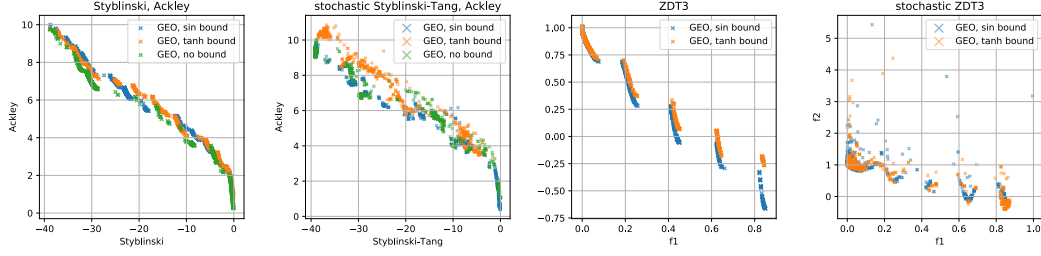 Styblinski, Ackley
GEO, sin bound
GEO, tanh bound
GEO, no bound
Ackley
10
8
6
4
2
0
−40
−30
−20
−10
0
Styblinski
stochastic Styblinski-Tang, Ackley
GEO, sin bound
GEO, tanh bound
GEO, no bound
Ackley
10
8
6
4
2
0
−40
−30
−20
−10
0
Styblinski-Tang
ZDT3
GEO, sin bound
GEO, tanh bound
1.00
0.75
0.50
0.25
0.00
−0.25
−0.50
−0.75
0.0
0.2
0.4
0.6
0.8
f1
stochastic ZDT3
GEO, sin bound
GEO, tanh bound
f2
5
4
3
2
1
0
0.0
0.2
0.4
0.6
0.8
1.0
f1